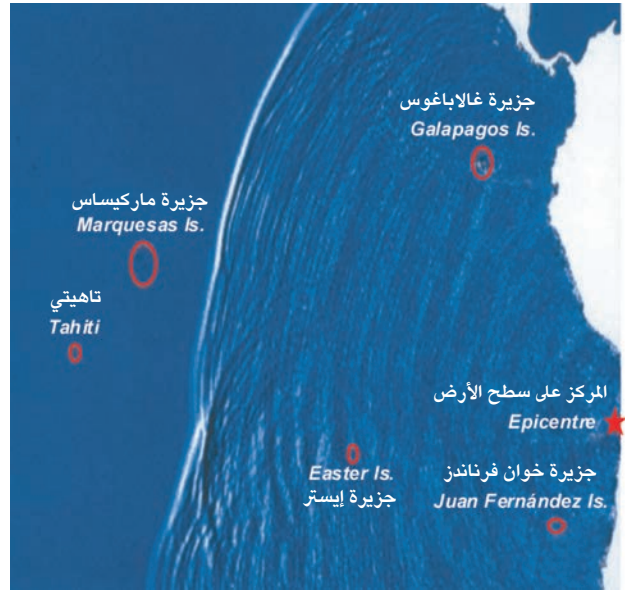 جزيرة غالاباغوس
Galapagos Is.
جزيرة ماركيساس
Marquesas Is.
تاهيتي
Tahiti
المركز على سطح الأرض
Epicentre
Easter Is.
جزيرة إيستر
جزيرة خوان فرناندز
Juan Fernández Is.